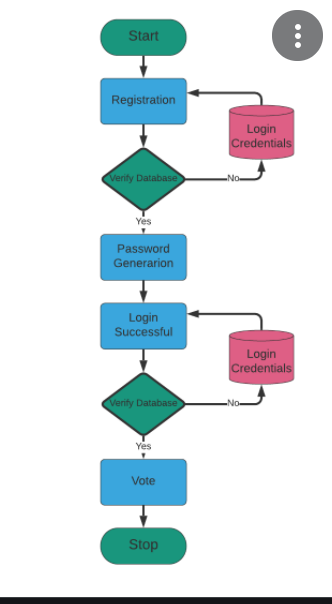 Start
Registration
Login
Credentials
Verify Database
No
Yes
Password
Generarion
Login
Successful
Login
Credentials
Verify Database
No
Yes
Vote
Stop